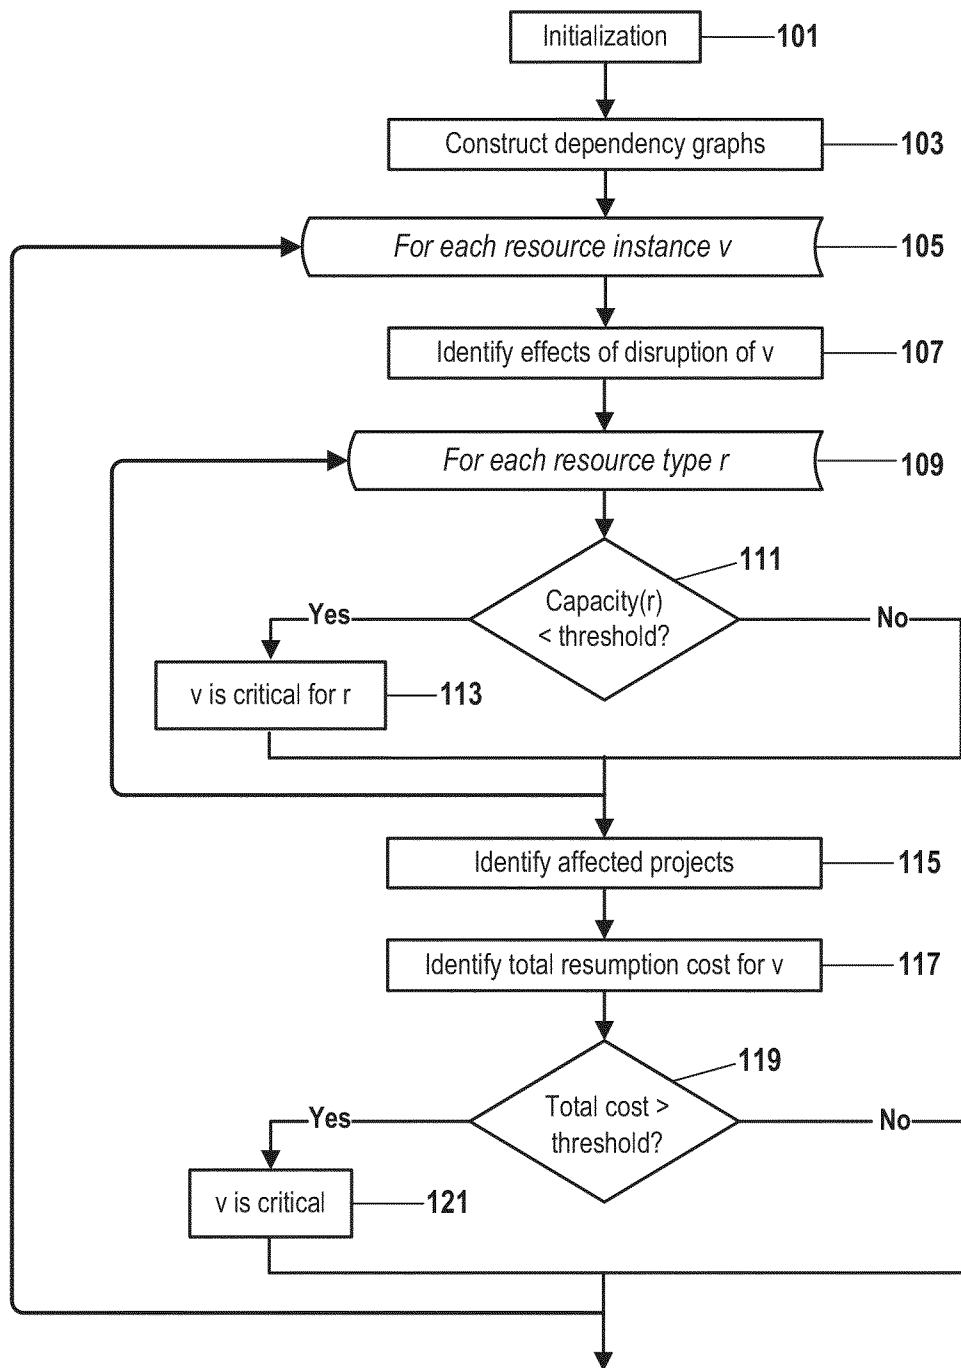 Initialization 101
Construct dependency graphs 103
For each resource instance v 105
Identify effects of disruption of v 107
For each resource type r 109
111
Capacity(r)
< threshold?
Yes
No
v is critical for r 113
Identify affected projects 115
Identify total resumption cost for v 117
119
Total cost >
threshold?
Yes
No
v is critical 121